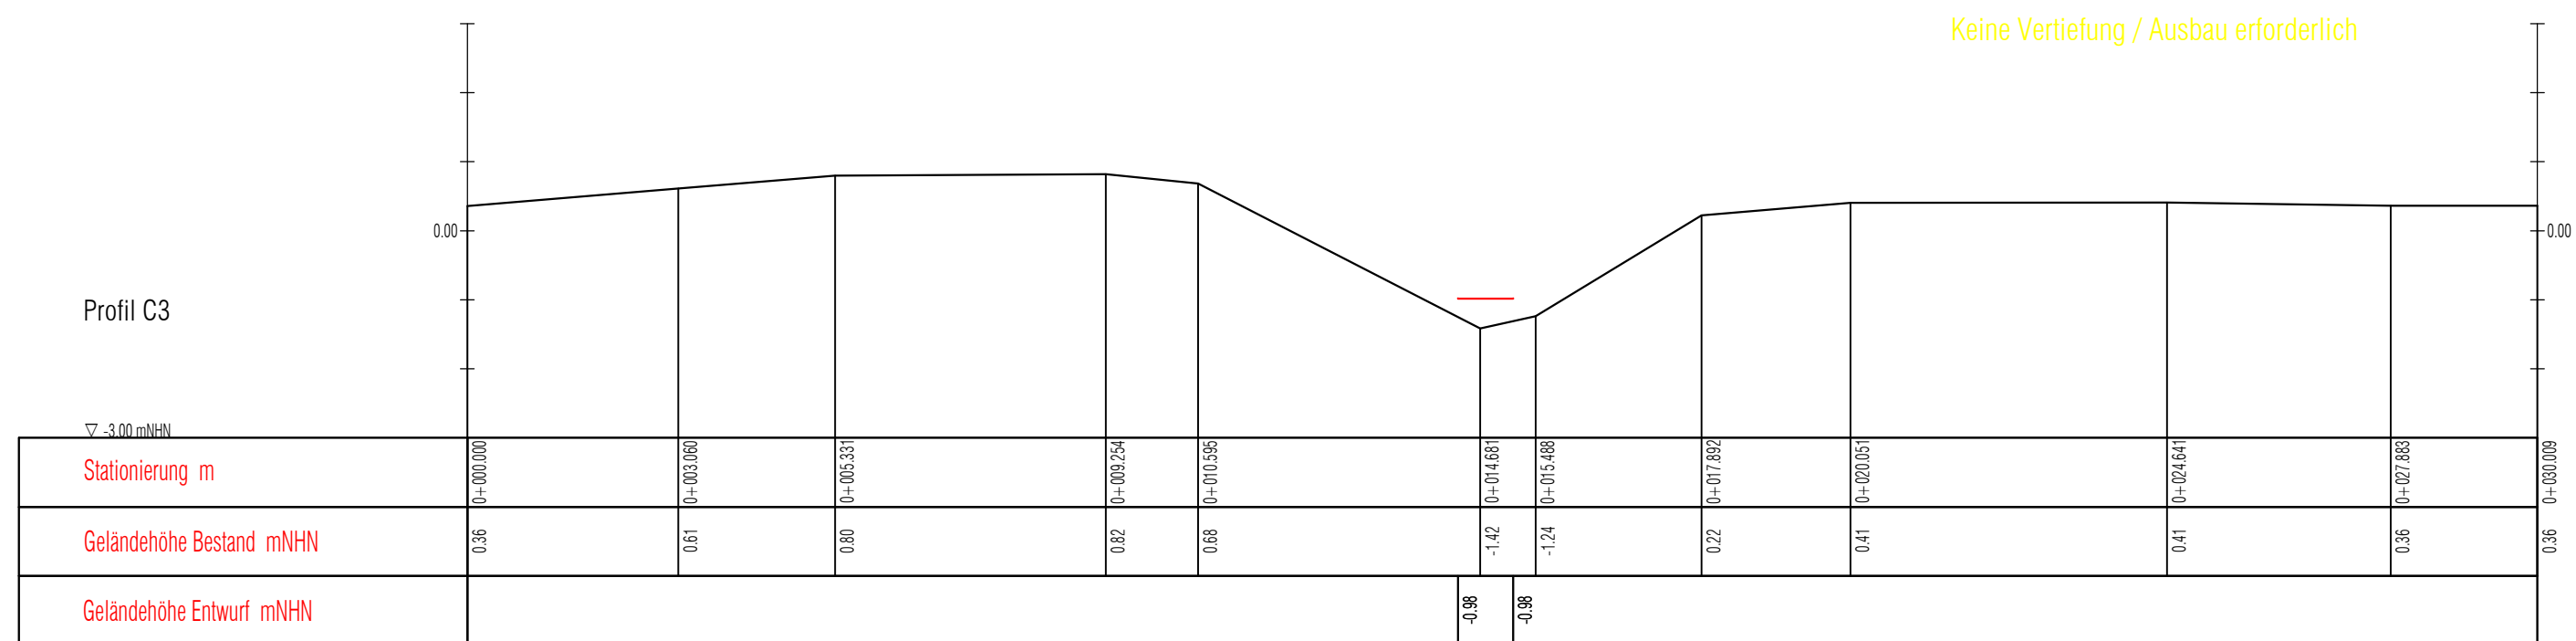 Keine Vertiefung / Ausbau erforderlich
0.00 0.00
Profil C3
▽ -3.00 mNHN
Stationierung m 0+000.000 0+003.060 0+005.331 0+009.254 0+010.595 0+014.681 0+015.488 0+017.892 0+020.051 0+024.641 0+027.883 0+030.009
Geländehöhe Bestand mNHN 0.36 0.61 0.80 0.82 0.68 -1.42 -1.24 0.22 0.41 0.41 0.36 0.36
Geländehöhe Entwurf mNHN -0.98 -0.98